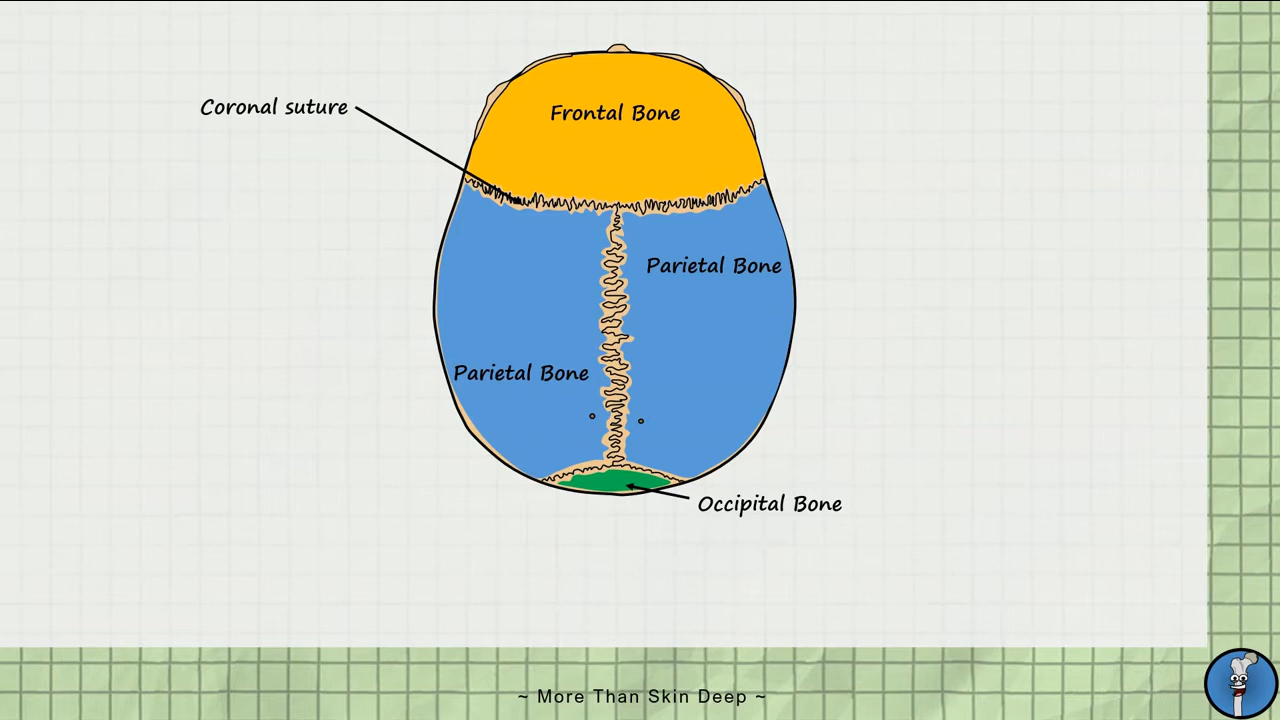 Coronal suture
Frontal Bone
Parietal Bone
Parietal Bone
Occipital Bone
~ More Than Skin Deep ~